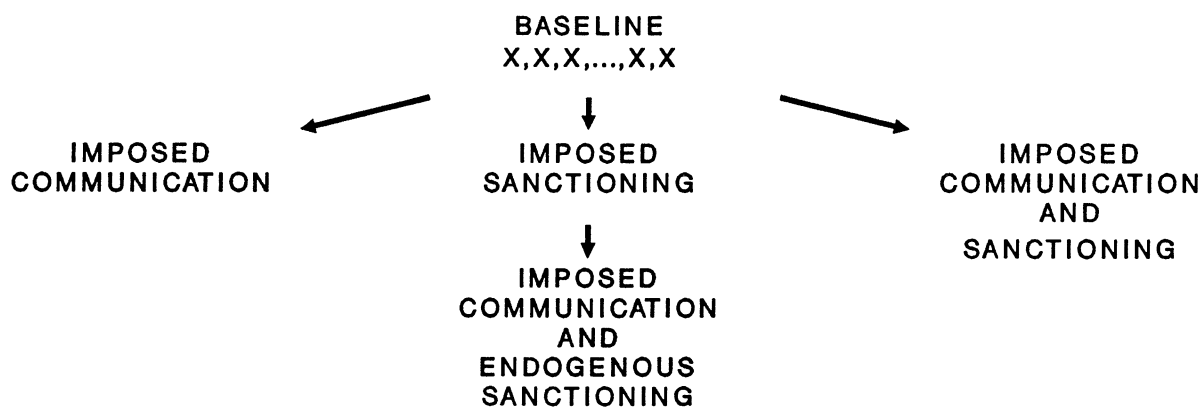 BASELINE
X,X,X,...,X,X
IMPOSED
COMMUNICATION
IMPOSED
SANCTIONING
IMPOSED
COMMUNICATION
AND
SANCTIONING
IMPOSED
COMMUNICATION
AND
ENDOGENOUS
SANCTIONING